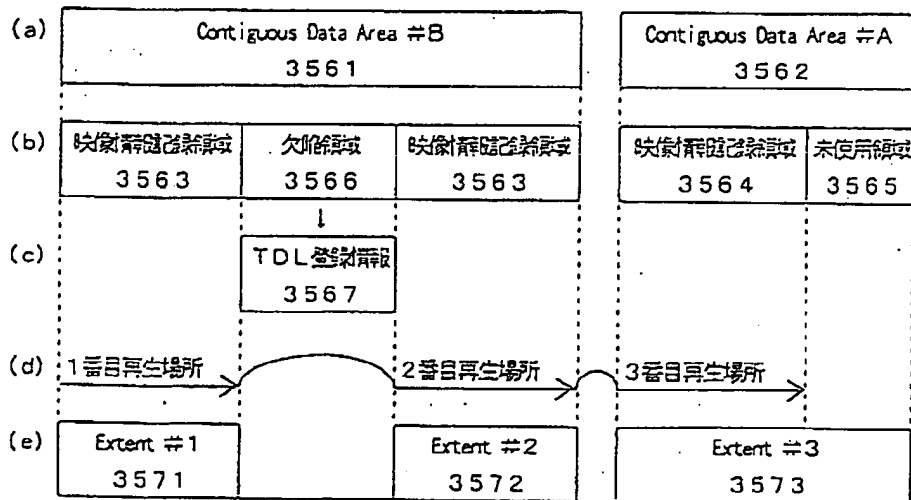 (a)
Contiguous Data Area #B
3561
Contiguous Data Area #A
3562
(b)
映像情報記録領域
3563
欠陥領域
3566
映像情報記録領域
3563
映像情報記録領域
3564
未使用領域
3565
(c)
TDL登録情報
3567
(d)
1番目再生場所
2番目再生場所
3番目再生場所
(e)
Extent #1
3571
Extent #2
3572
Extent #3
3573